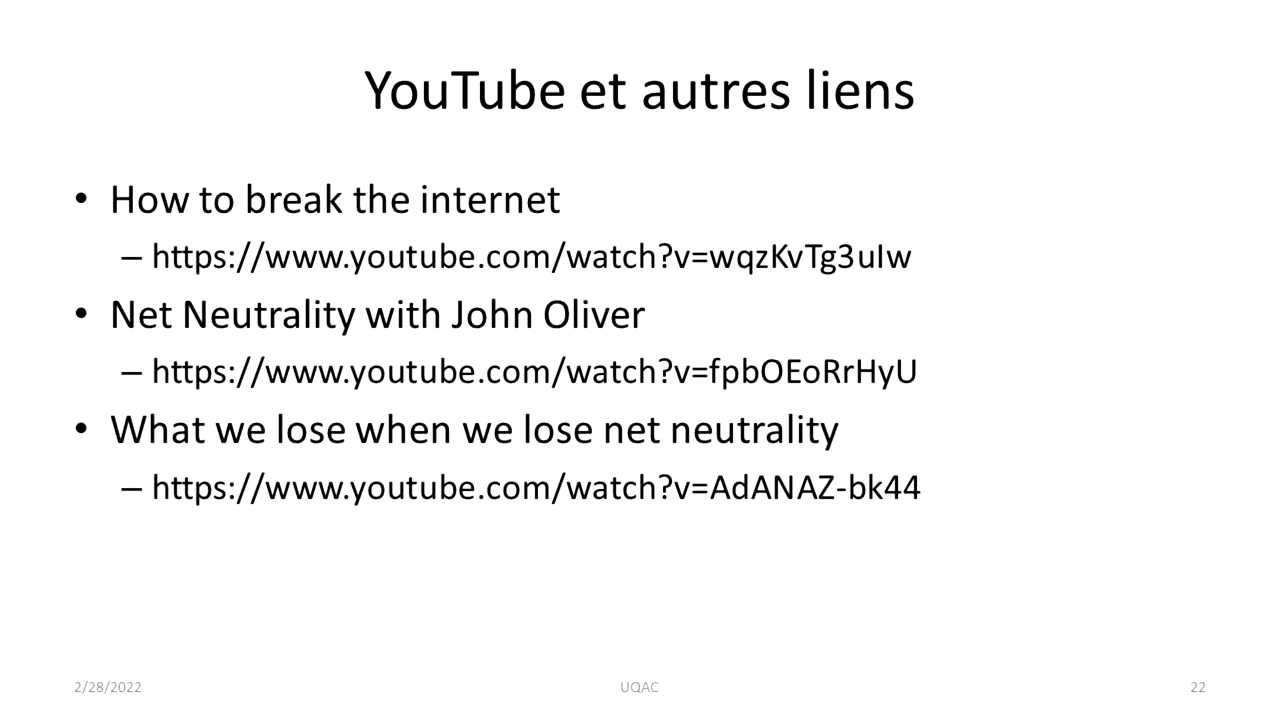 YouTube et autres liens
• How to break the internet
– https://www.youtube.com/watch?v=wqzKvTg3uIw
• Net Neutrality with John Oliver
– https://www.youtube.com/watch?v=fpbOEoRrHyU
• What we lose when we lose net neutrality
– https://www.youtube.com/watch?v=AdANAZ-bk44
2/28/2022
UQAC
22